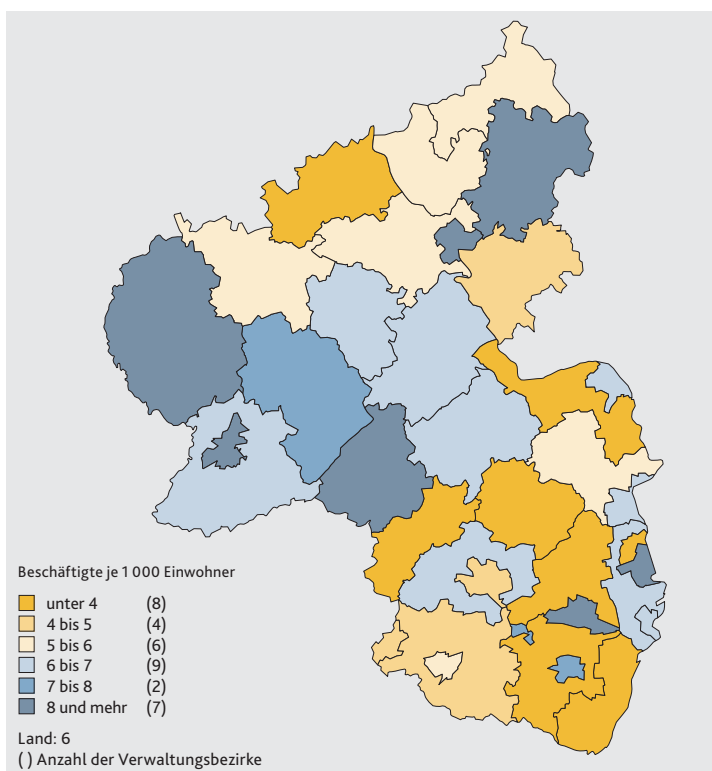 Beschäftigte je 1 000 Einwohner
unter 4 (8)
4 bis 5 (4)
5 bis 6 (6)
6 bis 7 (9)
7 bis 8 (2)
8 und mehr (7)
Land: 6
( ) Anzahl der Verwaltungsbezirke